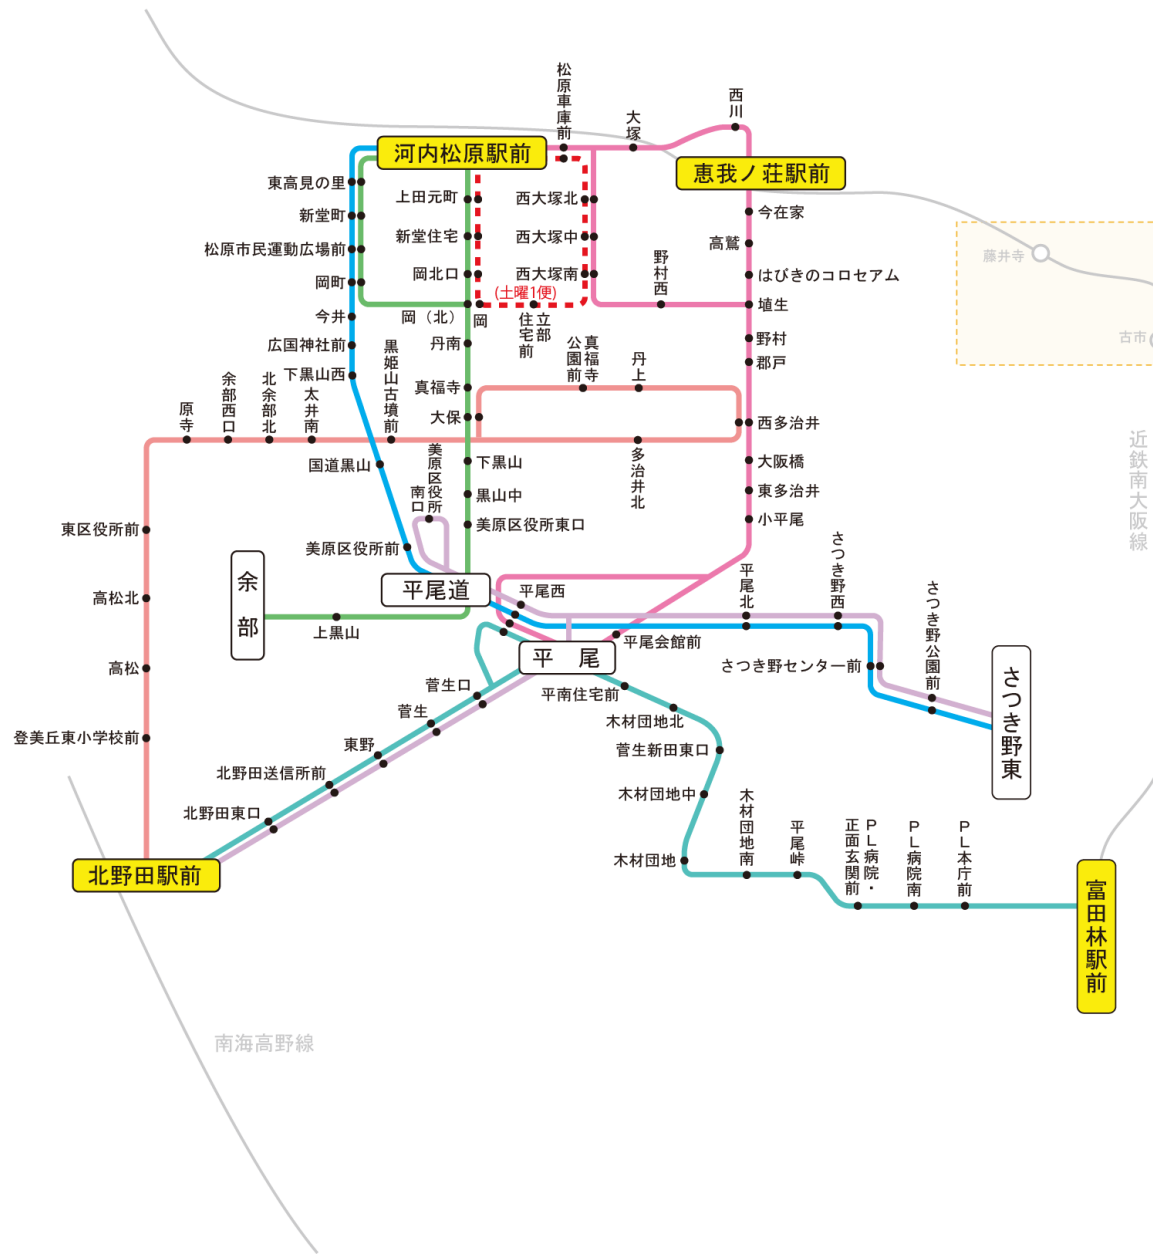 松原車庫前
大塚
西川
河内松原駅前
恵我ノ荘駅前
東高見の里
新堂町
松原市民運動広場前
岡町
今井
広国神社前
下黒山西
国道黒山
美原区役所前
上田元町
新堂住宅
岡北口
岡（北）
岡
丹南
真福寺
大保
下黒山
黒山中
美原区役所東口
西大塚北
西大塚中
西大塚南
(土曜1便)
立部
住宅前
野村西
今在家
高鷲
はびきのコロセアム
埴生
野村
郡戸
西多治井
大阪橋
東多治井
小平尾
藤井寺
古市
近鉄南大阪線
原寺
余部西口
北余部北
太井南
黒姫山古墳前
真福寺
公園前
丹上
多治井北
美原区役所
南口
東区役所前
高松北
高松
登美丘東小学校前
余部
上黒山
平尾道
平尾西
平尾
平尾会館前
平尾北
さつき野西
さつき野センター前
さつき野公園前
さつき野東
菅生口
菅生
東野
北野田送信所前
北野田東口
北野田駅前
平南住宅前
木材団地北
菅生新田東口
木材団地中
木材団地
木材団地南
平尾峠
ＰＬ病院・
正面玄関前
ＰＬ病院南
ＰＬ本庁前
富田林駅前
南海高野線